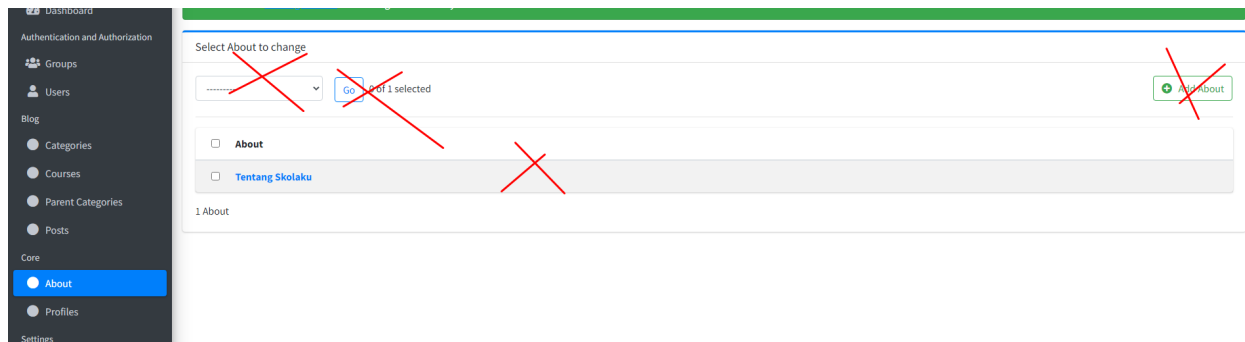 Dashboard
Authentication and Authorization
Groups
Users
Blog
Categories
Courses
Parent Categories
Posts
Core
About
Profiles
Settings
Select About to change
---------
Go
0 of 1 selected
Add About
About
Tentang Skolaku
1 About